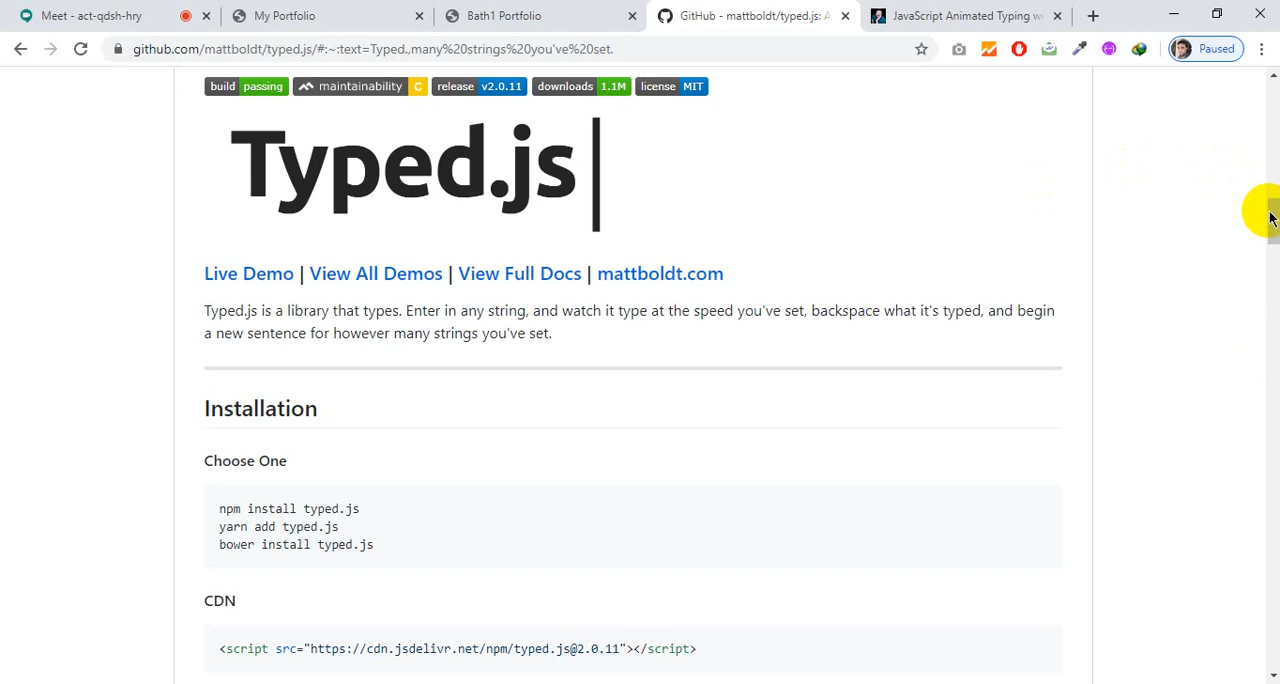 Meet - act-qdsh-hry
My Portfolio
Bath1 Portfolio
GitHub - mattboldt/typed.js: A
JavaScript Animated Typing wi
github.com/mattboldt/typed.js/#:~:text=Typed.,many%20strings%20you've%20set.
Paused
build passing
maintainability C
release v2.0.11
downloads 1.1M
license MIT
Typed.js
Live Demo | View All Demos | View Full Docs | mattboldt.com
Typed.js is a library that types. Enter in any string, and watch it type at the speed you've set, backspace what it's typed, and begin
a new sentence for however many strings you've set.
Installation
Choose One
npm install typed.js
yarn add typed.js
bower install typed.js
CDN
<script src="https://cdn.jsdelivr.net/npm/typed.js@2.0.11"></script>